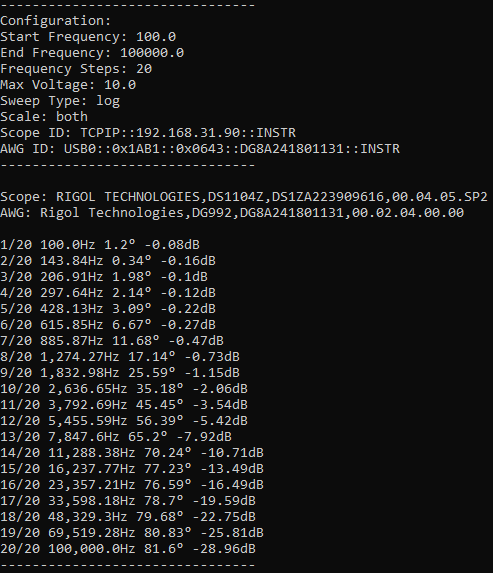 --------------------------------
Configuration:
Start Frequency: 100.0
End Frequency: 100000.0
Frequency Steps: 20
Max Voltage: 10.0
Sweep Type: log
Scale: both
Scope ID: TCPIP::192.168.31.90::INSTR
AWG ID: USB0::0x1AB1::0x0643::DG8A241801131::INSTR
--------------------------------
Scope: RIGOL TECHNOLOGIES,DS1104Z,DS1ZA223909616,00.04.05.SP2
AWG: Rigol Technologies,DG992,DG8A241801131,00.02.04.00.00
1/20 100.0Hz 1.2° -0.08dB
2/20 143.84Hz 0.34° -0.16dB
3/20 206.91Hz 1.98° -0.1dB
4/20 297.64Hz 2.14° -0.12dB
5/20 428.13Hz 3.09° -0.22dB
6/20 615.85Hz 6.67° -0.27dB
7/20 885.87Hz 11.68° -0.47dB
8/20 1,274.27Hz 17.14° -0.73dB
9/20 1,832.98Hz 25.59° -1.15dB
10/20 2,636.65Hz 35.18° -2.06dB
11/20 3,792.69Hz 45.45° -3.54dB
12/20 5,455.59Hz 56.39° -5.42dB
13/20 7,847.6Hz 65.2° -7.92dB
14/20 11,288.38Hz 70.24° -10.71dB
15/20 16,237.77Hz 77.23° -13.49dB
16/20 23,357.21Hz 76.59° -16.49dB
17/20 33,598.18Hz 78.7° -19.59dB
18/20 48,329.3Hz 79.68° -22.75dB
19/20 69,519.28Hz 80.83° -25.81dB
20/20 100,000.0Hz 81.6° -28.96dB
--------------------------------